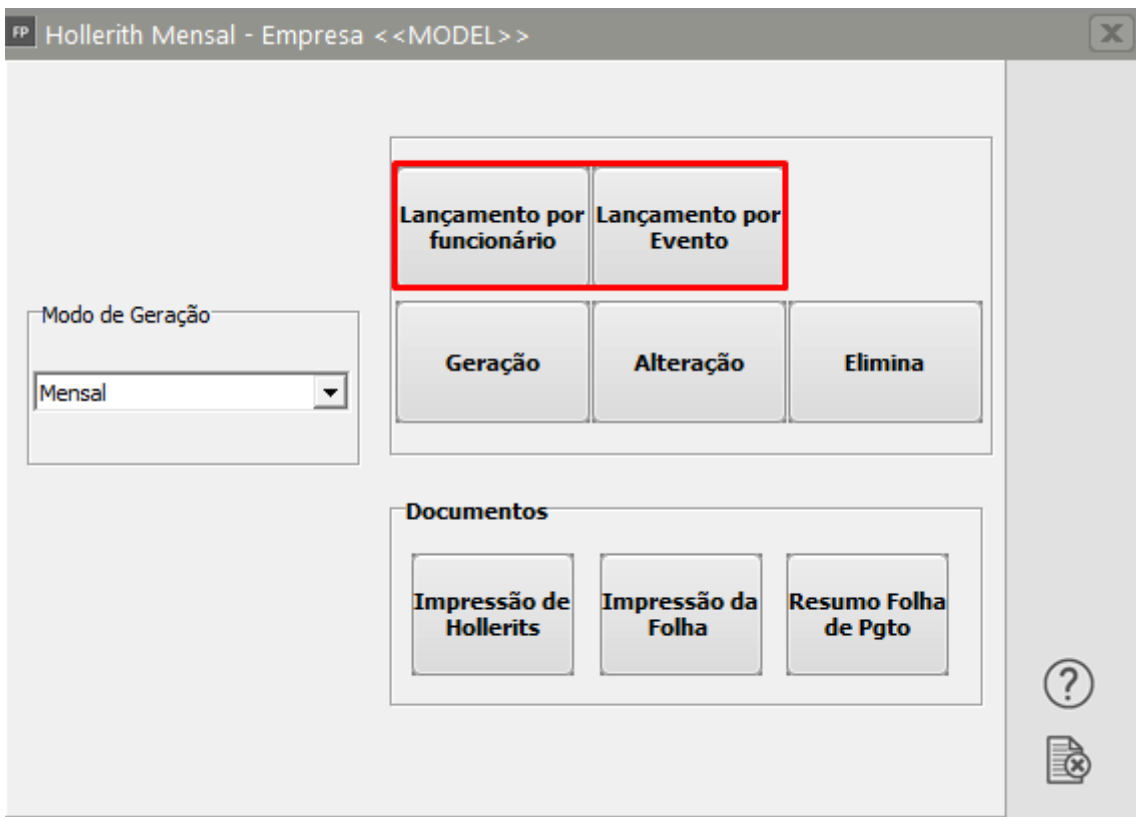 FP Hollerith Mensal - Empresa <<MODEL>>
Lançamento por
funcionário
Lançamento por
Evento
Modo de Geração
Mensal
Geração
Alteração
Elimina
Documentos
Impressão de
Hollerits
Impressão da
Folha
Resumo Folha
de Pgto